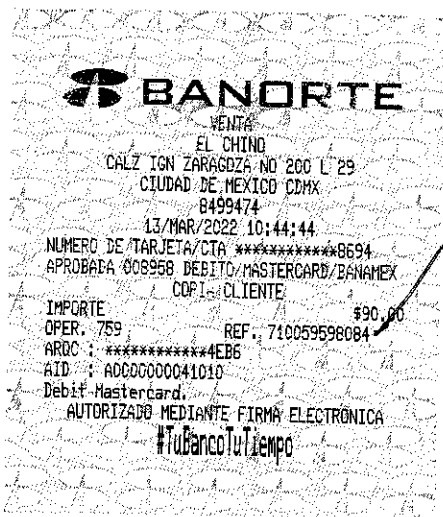 BANORTE
VENTA
EL CHINO
CALZ IGN ZARAGOZA NO 200 L 29
CIUDAD DE MEXICO CDMX
8499474
13/MAR/2022 10:44:44
NUMERO DE TARJETA/CTA ************8694
APROBADA 008958 DEBITO/MASTERCARD/BANAMEX
COPI- CLIENTE
IMPORTE $90.00
OPER. 759 REF. 710059598084
ARQC : ************4EB6
AID : A0000000041010
Debit Mastercard.
AUTORIZADO MEDIANTE FIRMA ELECTRONICA
#TuBancoTuTiempo